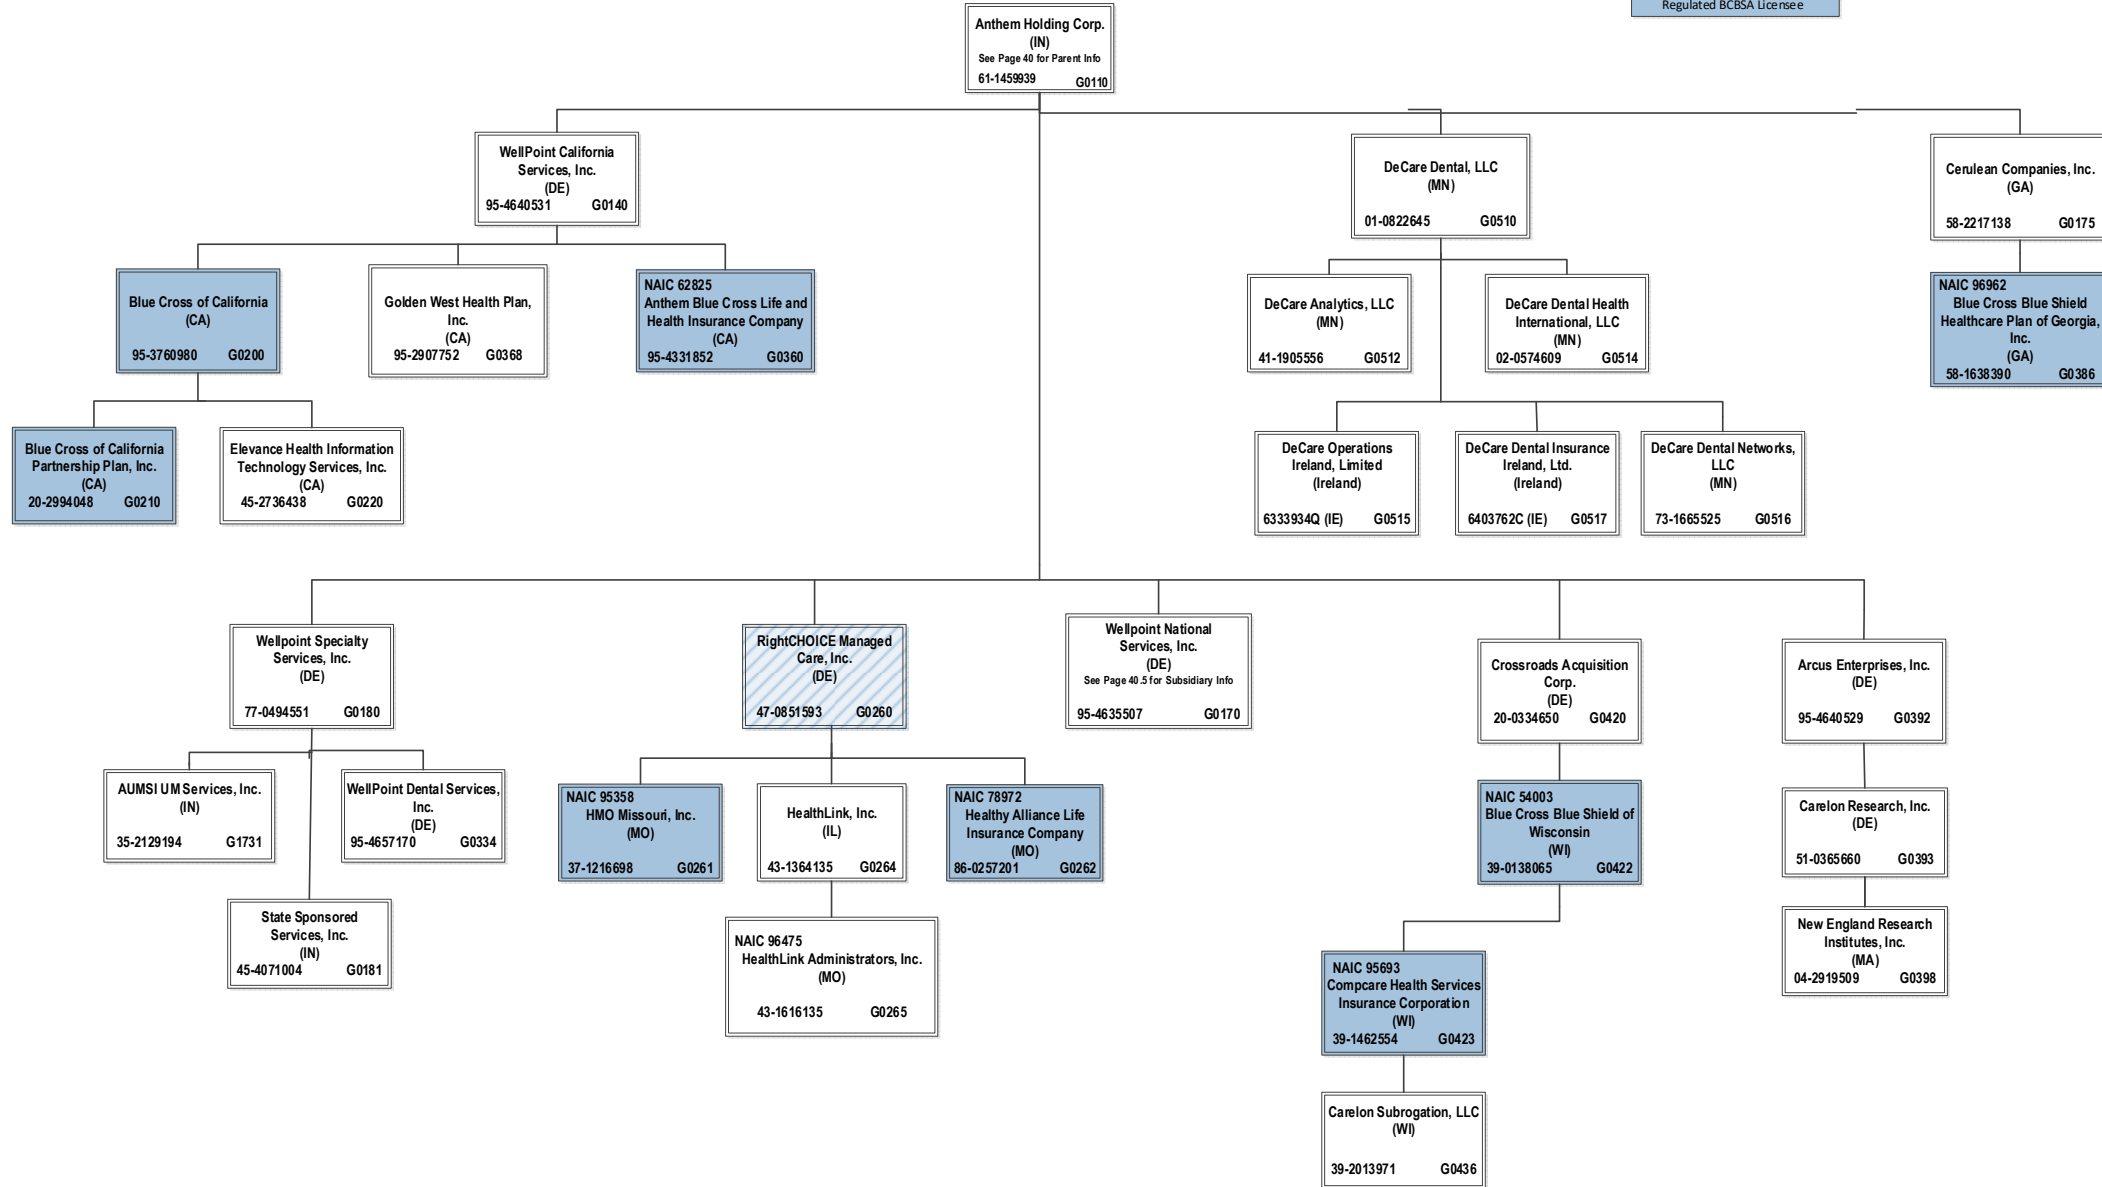 Regulated BCBSA Licensee
Anthem Holding Corp.
(IN)
See Page 40 for Parent Info
61-1459939 G0110
WellPoint California
Services, Inc.
(DE)
95-4640531 G0140
DeCare Dental, LLC
(MN)
01-0822645 G0510
Cerulean Companies, Inc.
(GA)
58-2217138 G0175
Blue Cross of California
(CA)
95-3760980 G0200
Golden West Health Plan,
Inc.
(CA)
95-2907752 G0368
NAIC 62825
Anthem Blue Cross Life and
Health Insurance Company
(CA)
95-4331852 G0360
DeCare Analytics, LLC
(MN)
41-1905556 G0512
DeCare Dental Health
International, LLC
(MN)
02-0574609 G0514
NAIC 96962
Blue Cross Blue Shield
Healthcare Plan of Georgia,
Inc.
(GA)
58-1638390 G0386
Blue Cross of California
Partnership Plan, Inc.
(CA)
20-2994048 G0210
Elevance Health Information
Technology Services, Inc.
(CA)
45-2736438 G0220
DeCare Operations
Ireland, Limited
(Ireland)
6333934Q (IE) G0515
DeCare Dental Insurance
Ireland, Ltd.
(Ireland)
6403762C (IE) G0517
DeCare Dental Networks,
LLC
(MN)
73-1665525 G0516
Wellpoint Specialty
Services, Inc.
(DE)
77-0494551 G0180
RightCHOICE Managed
Care, Inc.
(DE)
47-0851593 G0260
Wellpoint National
Services, Inc.
(DE)
See Page 40.5 for Subsidiary Info
95-4635507 G0170
Crossroads Acquisition
Corp.
(DE)
20-0334650 G0420
Arcus Enterprises, Inc.
(DE)
95-4640529 G0392
AUMSI UM Services, Inc.
(IN)
35-2129194 G1731
WellPoint Dental Services,
Inc.
(DE)
95-4657170 G0334
NAIC 95358
HMO Missouri, Inc.
(MO)
37-1216698 G0261
HealthLink, Inc.
(IL)
43-1364135 G0264
NAIC 78972
Healthy Alliance Life
Insurance Company
(MO)
86-0257201 G0262
NAIC 54003
Blue Cross Blue Shield of
Wisconsin
(WI)
39-0138065 G0422
Carelon Research, Inc.
(DE)
51-0365660 G0393
State Sponsored
Services, Inc.
(IN)
45-4071004 G0181
NAIC 96475
HealthLink Administrators, Inc.
(MO)
43-1616135 G0265
NAIC 95693
Compcare Health Services
Insurance Corporation
(WI)
39-1462554 G0423
New England Research
Institutes, Inc.
(MA)
04-2919509 G0398
Carelon Subrogation, LLC
(WI)
39-2013971 G0436